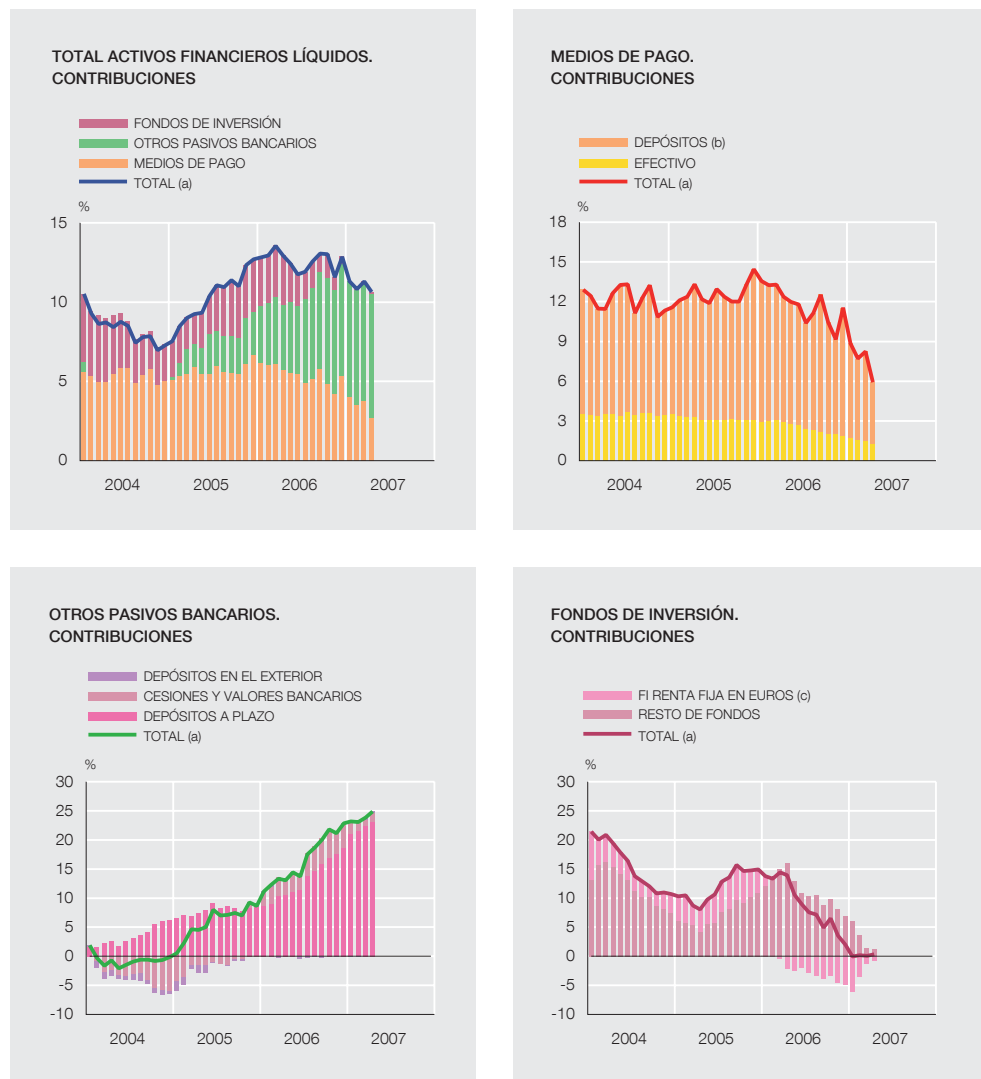 TOTAL ACTIVOS FINANCIEROS LÍQUIDOS.
CONTRIBUCIONES
FONDOS DE INVERSIÓN
OTROS PASIVOS BANCARIOS
MEDIOS DE PAGO
TOTAL (a)
%
15
10
5
0
2004 2005 2006 2007
MEDIOS DE PAGO.
CONTRIBUCIONES
DEPÓSITOS (b)
EFECTIVO
TOTAL (a)
%
18
15
12
9
6
3
0
2004 2005 2006 2007
OTROS PASIVOS BANCARIOS.
CONTRIBUCIONES
DEPÓSITOS EN EL EXTERIOR
CESIONES Y VALORES BANCARIOS
DEPÓSITOS A PLAZO
TOTAL (a)
%
30
25
20
15
10
5
0
-5
-10
2004 2005 2006 2007
FONDOS DE INVERSIÓN.
CONTRIBUCIONES
FI RENTA FIJA EN EUROS (c)
RESTO DE FONDOS
TOTAL (a)
%
30
25
20
15
10
5
0
-5
-10
2004 2005 2006 2007